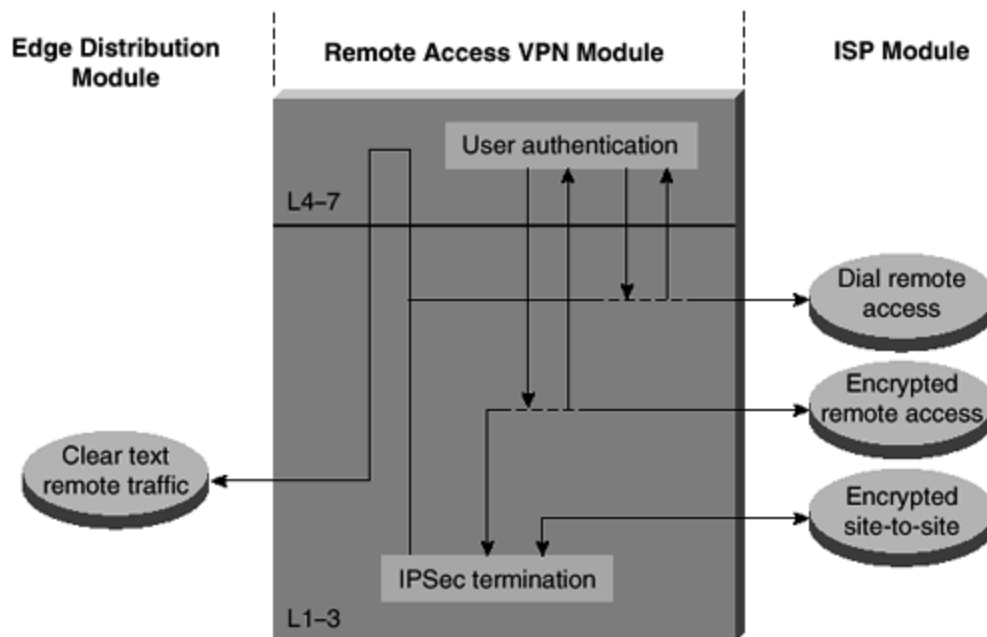 Edge Distribution
Module
Remote Access VPN Module
ISP Module
User authentication
L4–7
Dial remote
access
Encrypted
remote access
Clear text
remote traffic
Encrypted
site-to-site
IPSec termination
L1–3